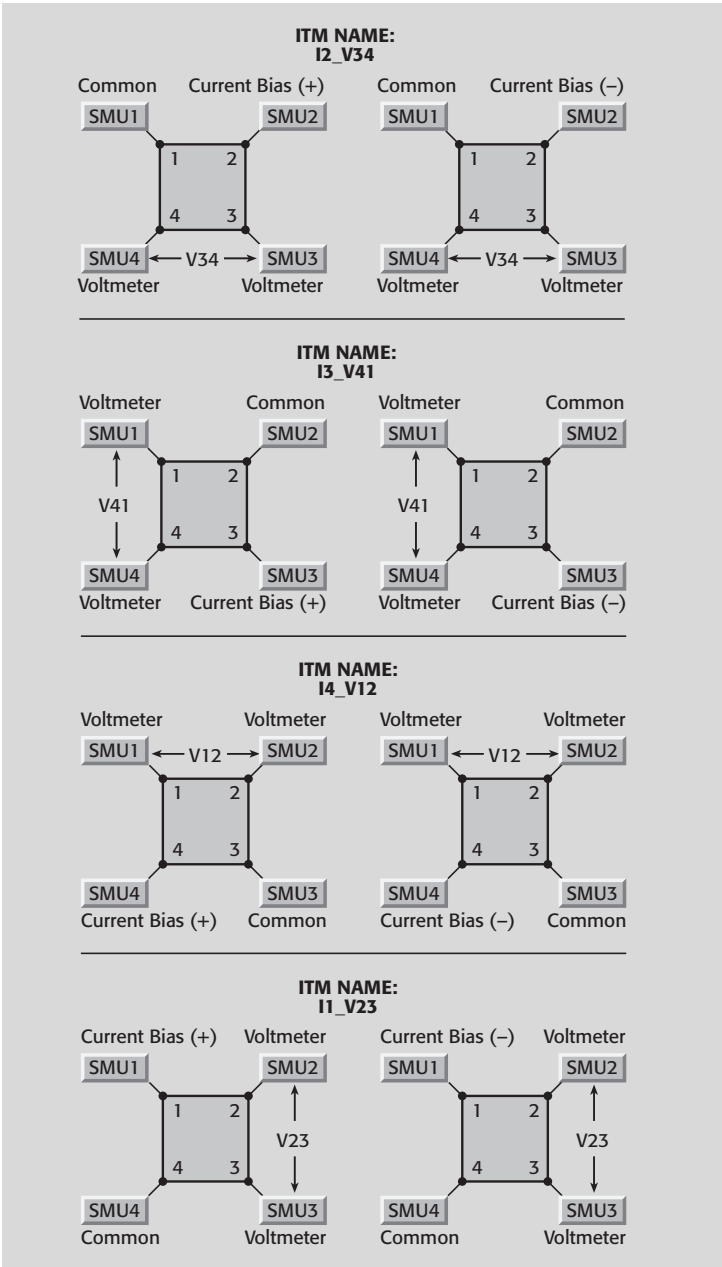 ITM NAME:
I2_V34
Common Current Bias (+) Common Current Bias (–)
SMU1 SMU2 SMU1 SMU2
1 2 1 2
4 3 4 3
SMU4 V34 SMU3 SMU4 V34 SMU3
Voltmeter Voltmeter Voltmeter Voltmeter
ITM NAME:
I3_V41
Voltmeter Common Voltmeter Common
SMU1 SMU2 SMU1 SMU2
1 2 1 2
V41 V41
4 3 4 3
SMU4 SMU3 SMU4 SMU3
Voltmeter Current Bias (+) Voltmeter Current Bias (–)
ITM NAME:
I4_V12
Voltmeter Voltmeter Voltmeter Voltmeter
SMU1 V12 SMU2 SMU1 V12 SMU2
1 2 1 2
4 3 4 3
SMU4 SMU3 SMU4 SMU3
Current Bias (+) Common Current Bias (–) Common
ITM NAME:
I1_V23
Current Bias (+) Voltmeter Current Bias (–) Voltmeter
SMU1 SMU2 SMU1 SMU2
1 2 1 2
V23 V23
4 3 4 3
SMU4 SMU3 SMU4 SMU3
Common Voltmeter Common Voltmeter